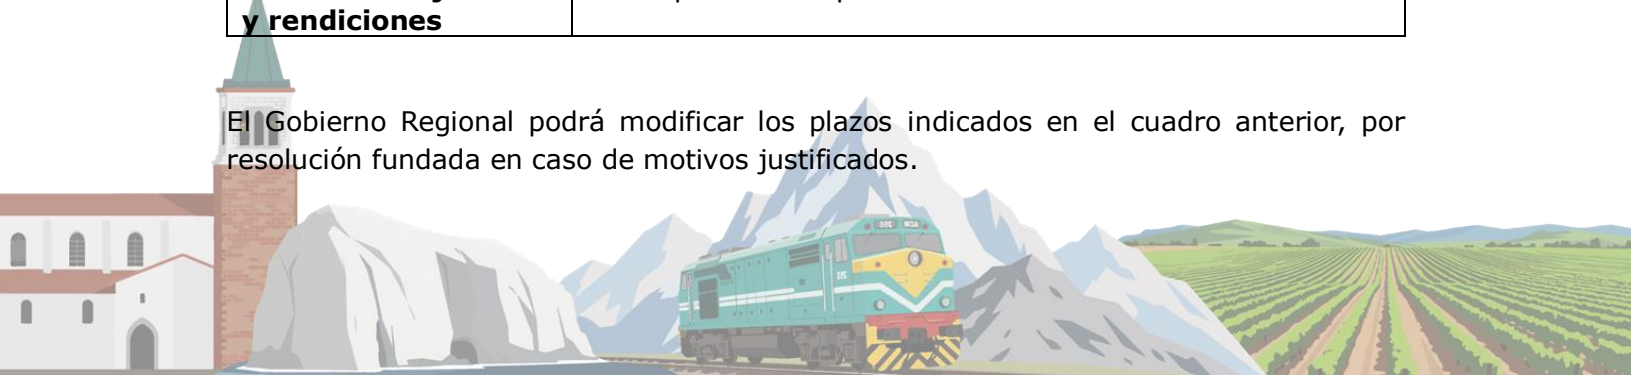 y rendiciones
El Gobierno Regional podrá modificar los plazos indicados en el cuadro anterior, por
resolución fundada en caso de motivos justificados.